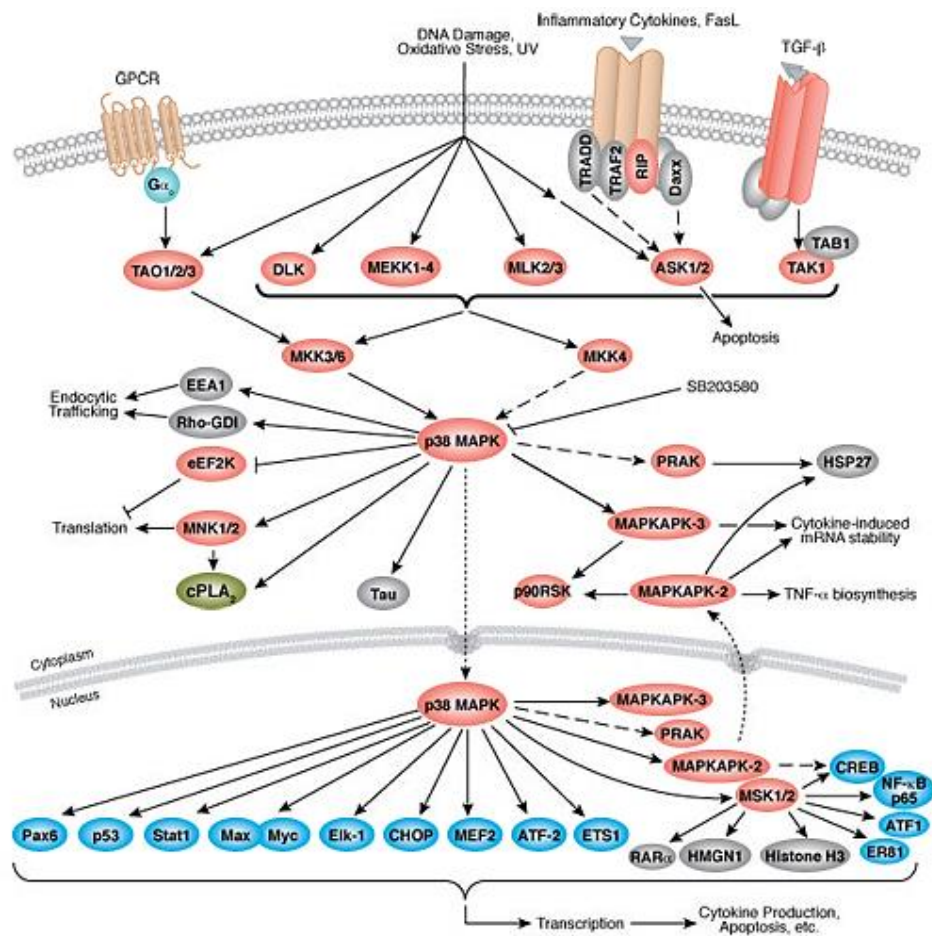 DNA Damage,
Oxidative Stress, UV
Inflammatory Cytokines, FasL
TGF-β
GPCR
Gαo
TRADD
TRAF2
RIP
Daxx
TAB1
TAO1/2/3
DLK
MEKK1-4
MLK2/3
ASK1/2
TAK1
Apoptosis
MKK3/6
MKK4
SB203580
EEA1
Endocytic
Trafficking
Rho-GDI
p38 MAPK
eEF2K
PRAK
HSP27
Translation
MNK1/2
MAPKAPK-3
Cytokine-induced
mRNA stability
cPLA2
Tau
p90RSK
MAPKAPK-2
TNF-α biosynthesis
Cytoplasm
Nucleus
p38 MAPK
MAPKAPK-3
PRAK
MAPKAPK-2
CREB
MSK1/2
NF-κB
p65
Pax6
p53
Stat1
Max
Myc
Elk-1
CHOP
MEF2
ATF-2
ETS1
ATF1
RARα
HMGN1
Histone H3
ER81
Transcription
Cytokine Production,
Apoptosis, etc.